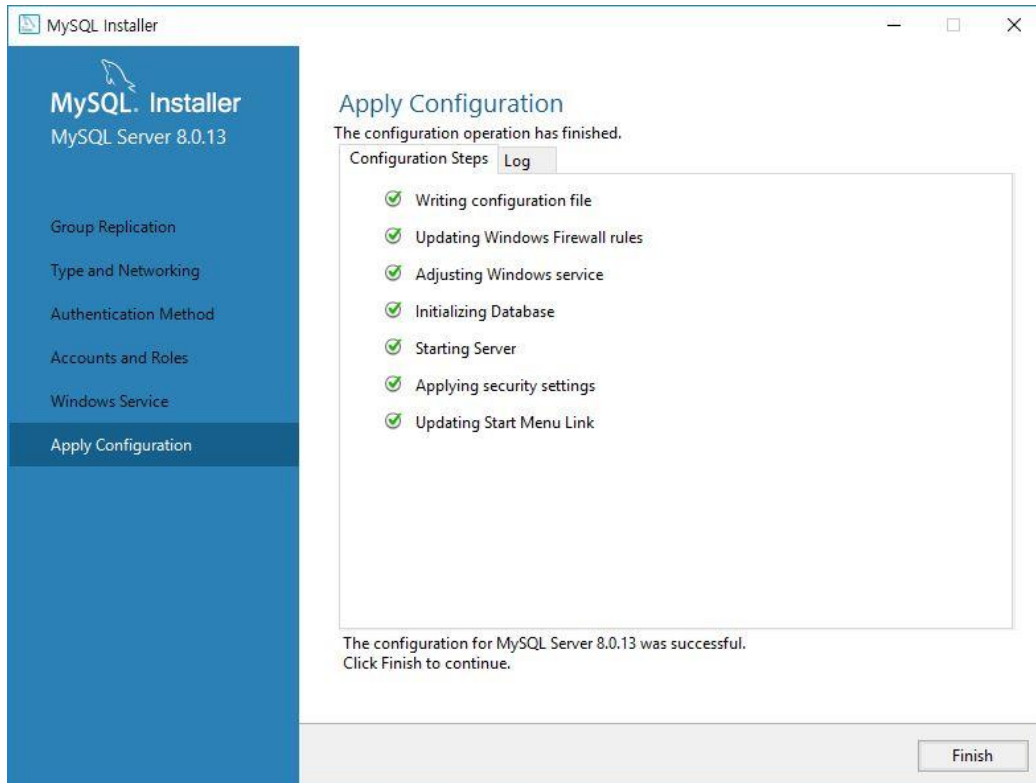 MySQL Installer
MySQL. Installer
MySQL Server 8.0.13
Group Replication
Type and Networking
Authentication Method
Accounts and Roles
Windows Service
Apply Configuration
Apply Configuration
The configuration operation has finished.
Configuration Steps Log
Writing configuration file
Updating Windows Firewall rules
Adjusting Windows service
Initializing Database
Starting Server
Applying security settings
Updating Start Menu Link
The configuration for MySQL Server 8.0.13 was successful.
Click Finish to continue.
Finish